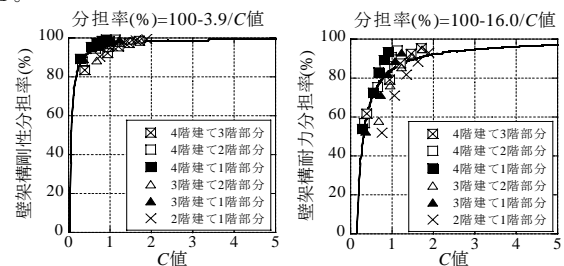 分担率(%)=100-3.9/C値
壁架構剛性分担率(%)
100
80
60
40
20
0
4階建て3階部分
4階建て2階部分
4階建て1階部分
3階建て2階部分
3階建て1階部分
2階建て1階部分
0 1 2 3 4 5
C値
分担率(%)=100-16.0/C値
壁架構耐力分担率(%)
100
80
60
40
20
0
4階建て3階部分
4階建て2階部分
4階建て1階部分
3階建て2階部分
3階建て1階部分
2階建て1階部分
0 1 2 3 4 5
C値